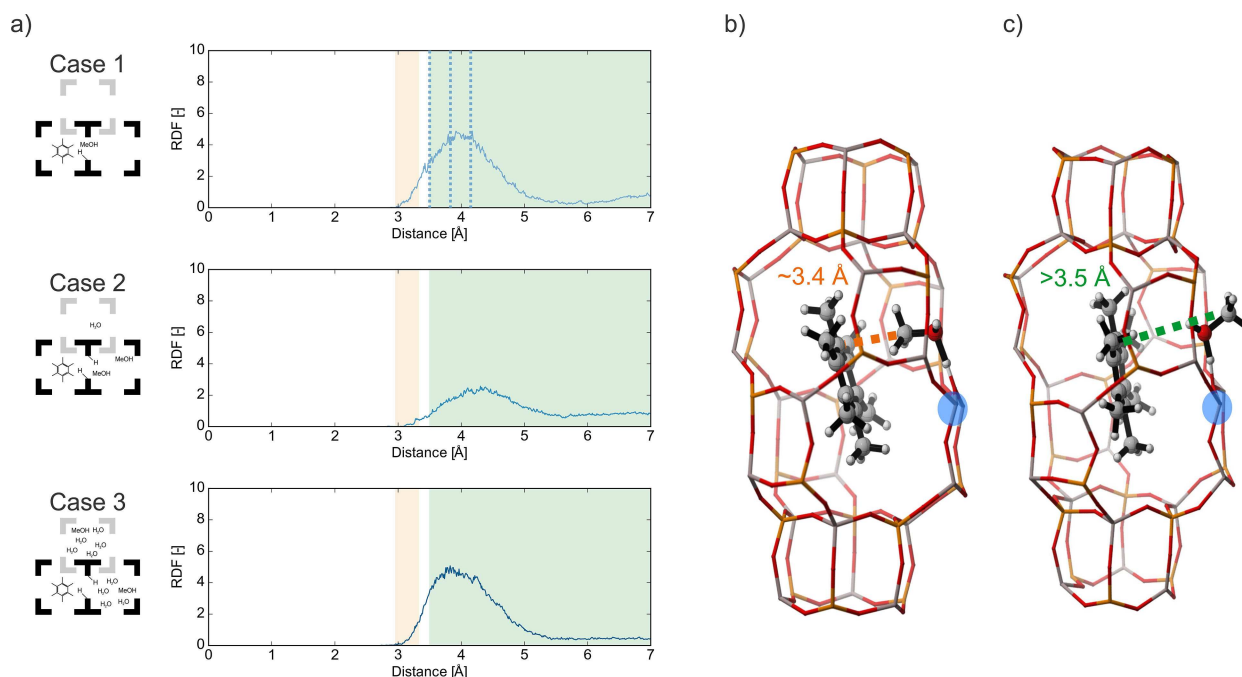 a)
b)
c)
Case 1
MeOH
H
RDF [-]
10
8
6
4
2
0
0 1 2 3 4 5 6 7
Distance [Å]
Case 2
H₂O
MeOH
H
H
MeOH
RDF [-]
10
8
6
4
2
0
0 1 2 3 4 5 6 7
Distance [Å]
Case 3
MeOH H₂O
H₂O
H₂O
H₂O
H₂O
H
H₂O
H
H₂O
MeOH
H₂O
H₂O
RDF [-]
10
8
6
4
2
0
0 1 2 3 4 5 6 7
Distance [Å]
~3.4 Å
>3.5 Å